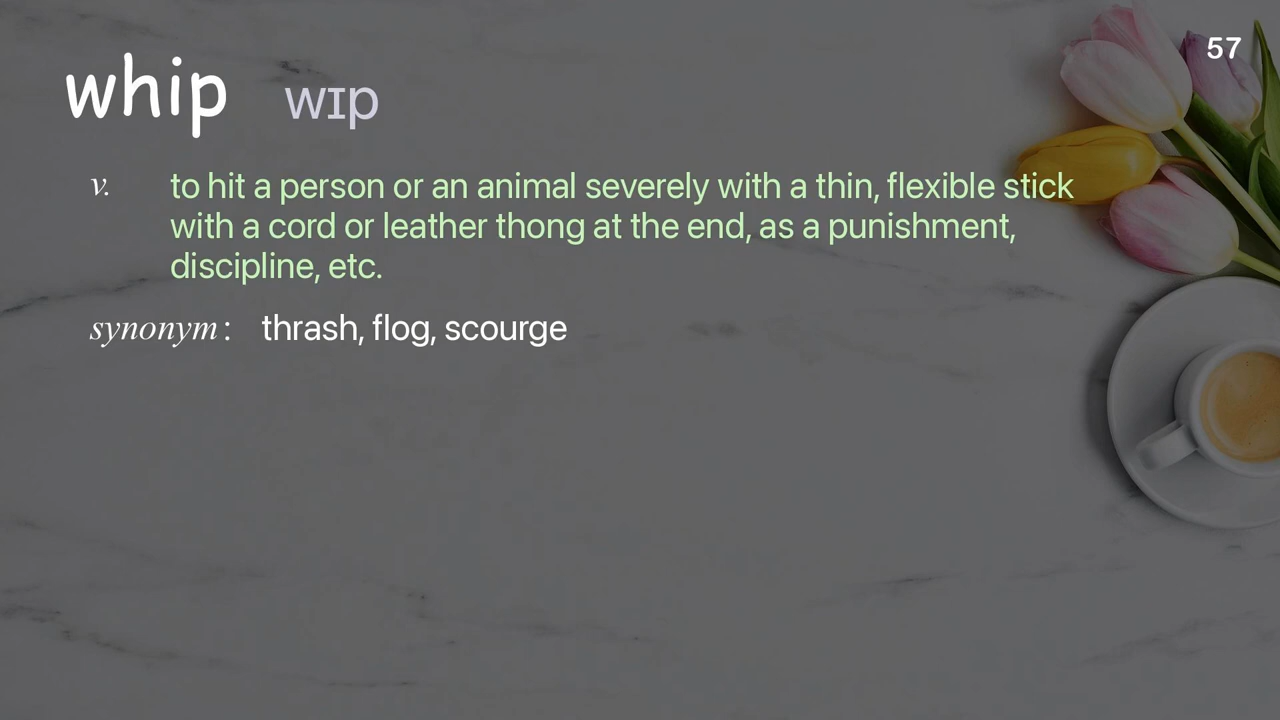 57
whip wɪp
v. to hit a person or an animal severely with a thin, flexible stick
with a cord or leather thong at the end, as a punishment,
discipline, etc.
synonym: thrash, flog, scourge